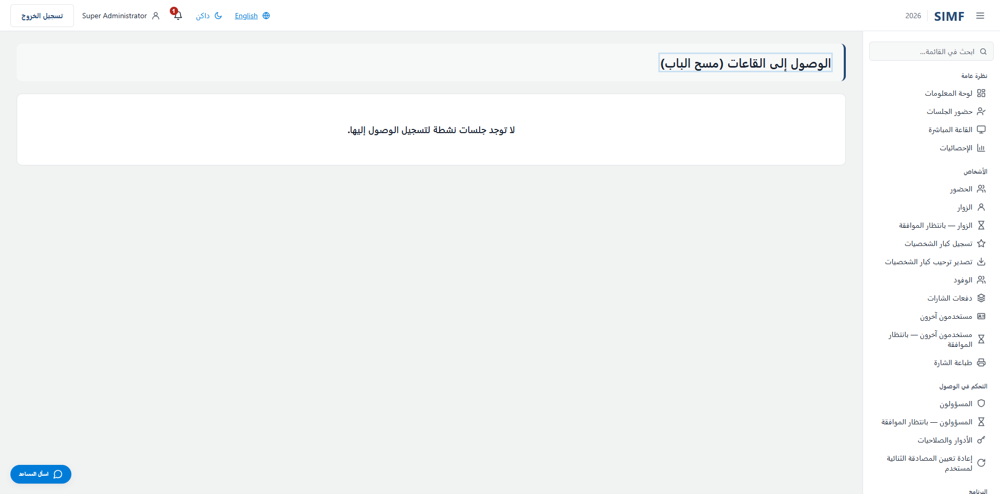 SIMF
2026
English
داكن
1
Super Administrator
تسجيل الخروج
ابحث في القائمة...
نظرة عامة
لوحة المعلومات
حضور الجلسات
القاعة المباشرة
الإحصائيات
الأشخاص
الحضور
الزوار
الزوار — بانتظار الموافقة
تسجيل كبار الشخصيات
تصدير ترحيب كبار الشخصيات
الوفود
دفعات الشارات
مستخدمون آخرون
مستخدمون آخرون — بانتظار
الموافقة
طباعة الشارة
التحكم في الوصول
المسؤولون
المسؤولون — بانتظار الموافقة
الأدوار والصلاحيات
إعادة تعيين المصادقة الثنائية
لمستخدم
البرنامج
الوصول إلى القاعات (مسح الباب)
لا توجد جلسات نشطة لتسجيل الوصول إليها.
اسأل المساعد